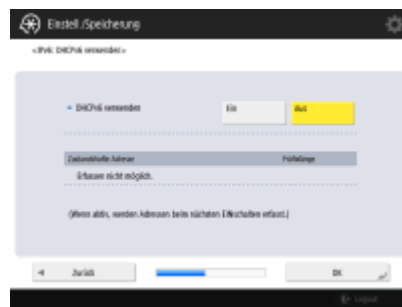 Einstell./Speicherung
<IPv6: DHCPv6 verwenden>
DHCPv6 verwenden
Ein
Aus
Zustandshafte Adresse
Präfixlänge
Erfassen nicht möglich.
(Wenn aktiv, werden Adressen beim nächsten EINschalten erfasst.)
Zurück
OK
Logout